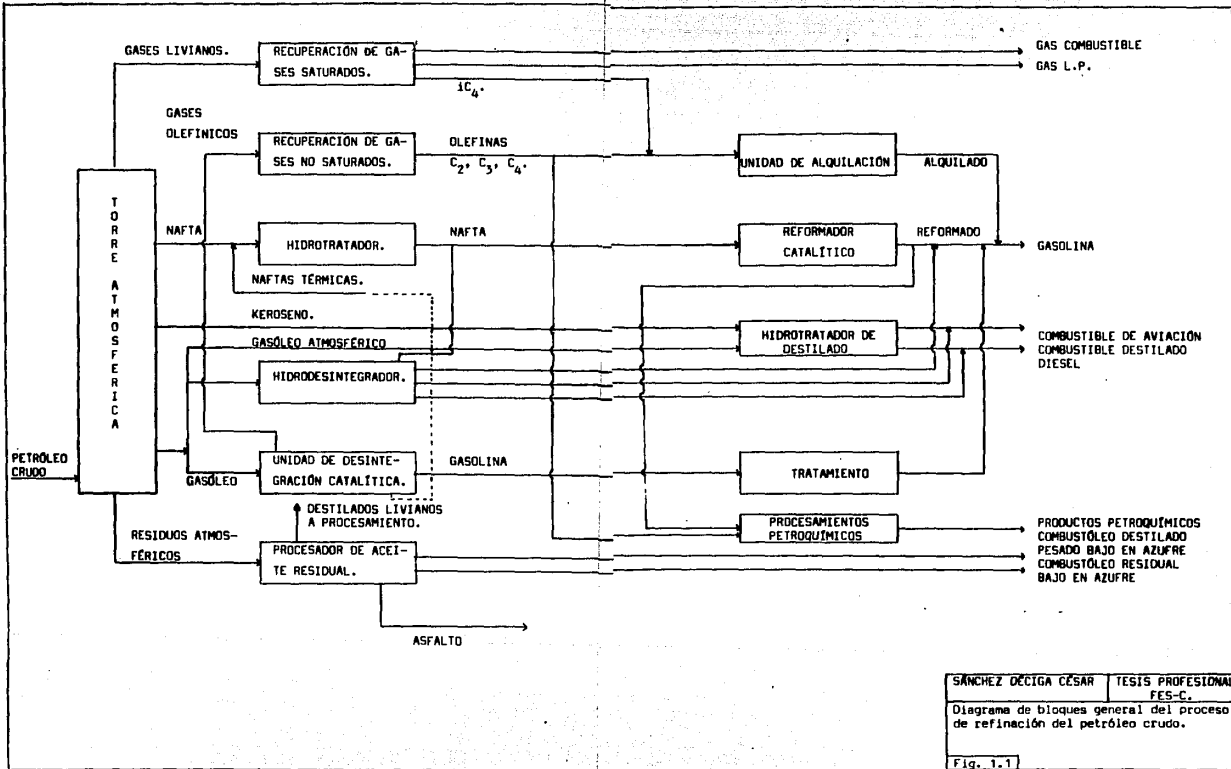 GASES LIVIANOS.
RECUPERACIÓN DE GA-
SES SATURADOS.
GAS COMBUSTIBLE
GAS L.P.
iC4.
GASES
OLEFINICOS
RECUPERACIÓN DE GA-
SES NO SATURADOS.
OLEFINAS
C2, C3, C4.
UNIDAD DE ALQUILACIÓN
ALQUILADO
TORRE ATMOSFERICA
NAFTA
HIDROTRATADOR.
NAFTA
REFORMADOR
CATALÍTICO
REFORMADO
GASOLINA
NAFTAS TÉRMICAS.
KEROSENO.
GASÓLEO ATMOSFÉRICO
HIDROTRATADOR DE
DESTILADO
COMBUSTIBLE DE AVIACIÓN
COMBUSTIBLE DESTILADO
DIESEL
HIDRODESINTEGRADOR.
PETRÓLEO
CRUDO
GASÓLEO
UNIDAD DE DESINTE-
GRACIÓN CATALÍTICA.
GASOLINA
TRATAMIENTO
DESTILADOS LIVIANOS
A PROCESAMIENTO.
RESIDUOS ATMOS-
FÉRICOS
PROCESADOR DE ACEI-
TE RESIDUAL.
PROCESAMIENTOS
PETROQUÍMICOS
PRODUCTOS PETROQUÍMICOS
COMBUSTÓLEO DESTILADO
PESADO BAJO EN AZUFRE
COMBUSTÓLEO RESIDUAL
BAJO EN AZUFRE
ASFALTO
SÁNCHEZ DÉCIGA CÉSAR
TESIS PROFESIONAL
FES-C.
Diagrama de bloques general del proceso
de refinación del petróleo crudo.
Fig. 1.1